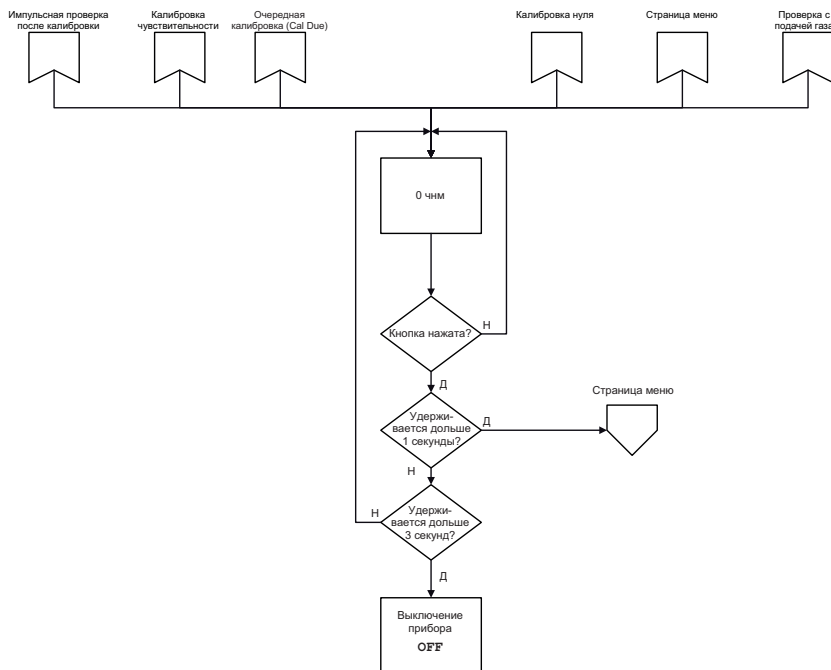 Импульсная проверка
после калибровки
Калибровка
чувствительности
Очередная
калибровка (Cal Due)
Калибровка нуля
Страница меню
Проверка с
подачей газа
0 чнм
Кнопка нажата?
Н
Д
Страница меню
Удержи-
вается дольше
1 секунды?
Д
Н
Удержи-
вается дольше
3 секунд?
Н
Д
Выключение
прибора
OFF